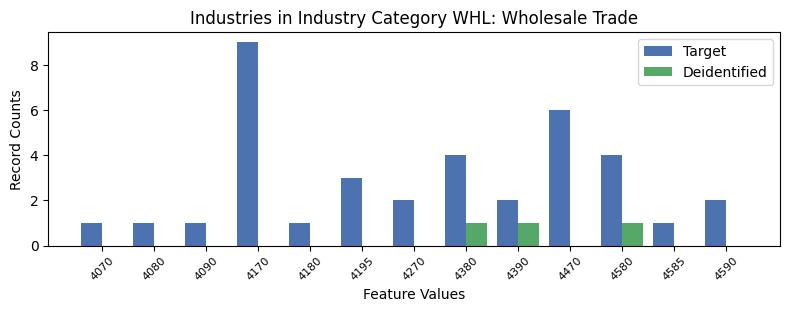 Industries in Industry Category WHL: Wholesale Trade
Target
Deidentified
Record Counts
8
6
4
2
0
4070 4080 4090 4170 4180 4195 4270 4380 4390 4470 4580 4585 4590
Feature Values